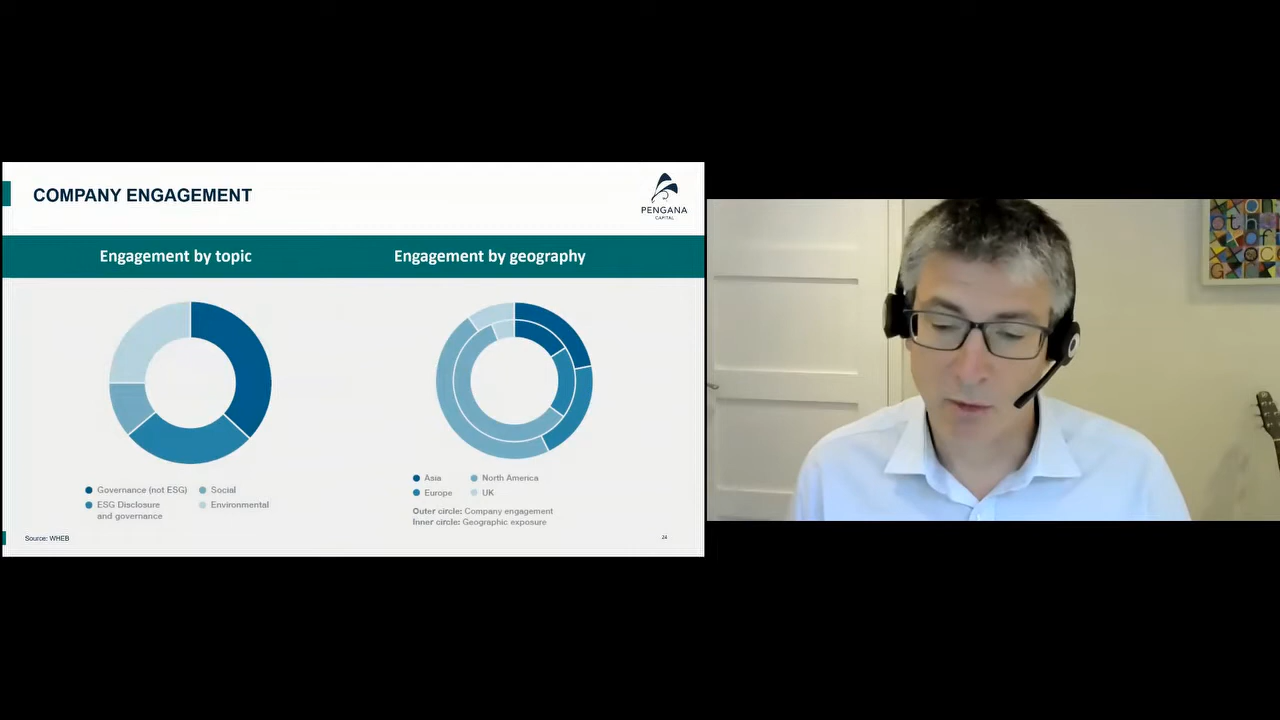 COMPANY ENGAGEMENT
PENGANA
CAPITAL
Engagement by topic
Engagement by geography
Governance (not ESG)
Social
ESG Disclosure
and governance
Environmental
Asia
North America
Europe
UK
Outer circle: Company engagement
Inner circle: Geographic exposure
Source: WHEB
24